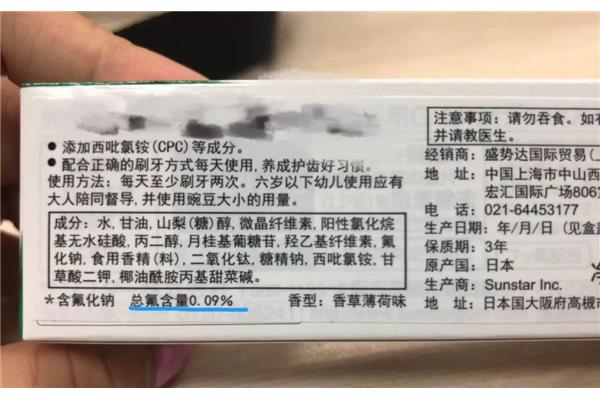 ● 添加西吡氯铵(CPC)等成分。
● 配合正确的刷牙方式每天使用,养成护齿好习惯。
使用方法:每天至少刷牙两次。六岁以下幼儿使用应有
大人陪同督导,并使用豌豆大小的用量。
成分:水,甘油,山梨(糖)醇,微晶纤维素,阳性氯化烷
基无水硅酸,丙二醇,月桂基葡糖苷,羟乙基纤维素,氟
化钠,食用香精(料),二氧化钛,糖精钠,西吡氯铵,甘
草酸二钾,椰油酰胺丙基甜菜碱。
*含氟化钠 总氟含量0.09% 香型:香草薄荷味
注意事项:请勿吞食。如
并请教医生。
经销商:盛势达国际贸易(
地 址:中国上海市中山西
宏汇国际广场806
电 话:021-64453177
生产日期:年/月/日(见盒
保质期:3年
原产国:日本
生产商:Sunstar Inc.
地 址:日本国大阪府高槻市